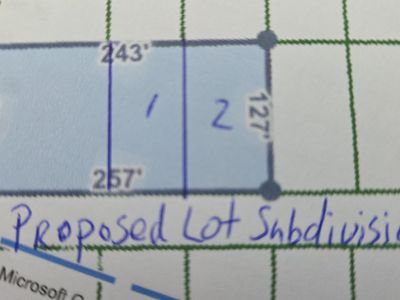 243'
1 2 127'
257'
Proposed Lot Subdivisi
Microsoft